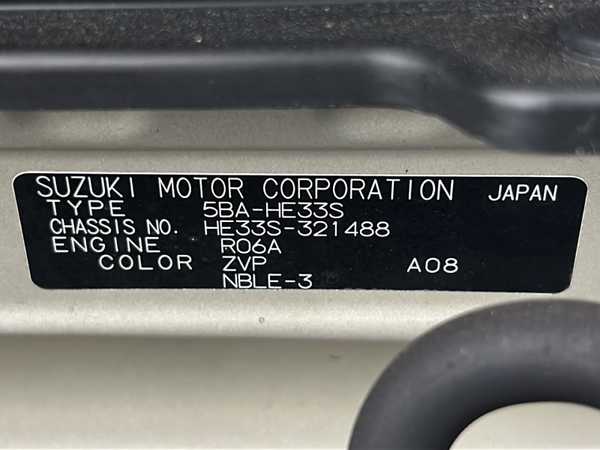 SUZUKI MOTOR CORPORATION JAPAN
TYPE 5BA-HE33S
CHASSIS NO. HE33S-321488
ENGINE R06A
COLOR ZVP A08
NBLE-3